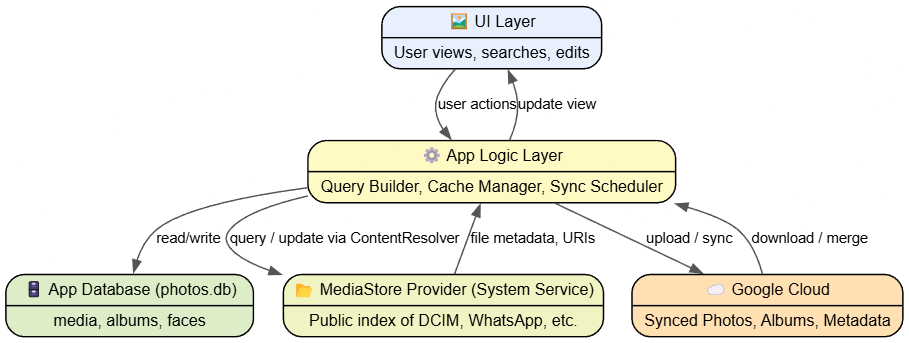 UI Layer
User views, searches, edits
user actions
update view
App Logic Layer
Query Builder, Cache Manager, Sync Scheduler
read/write
query / update via ContentResolver
file metadata, URIs
upload / sync
download / merge
App Database (photos.db)
media, albums, faces
MediaStore Provider (System Service)
Public index of DCIM, WhatsApp, etc.
Google Cloud
Synced Photos, Albums, Metadata